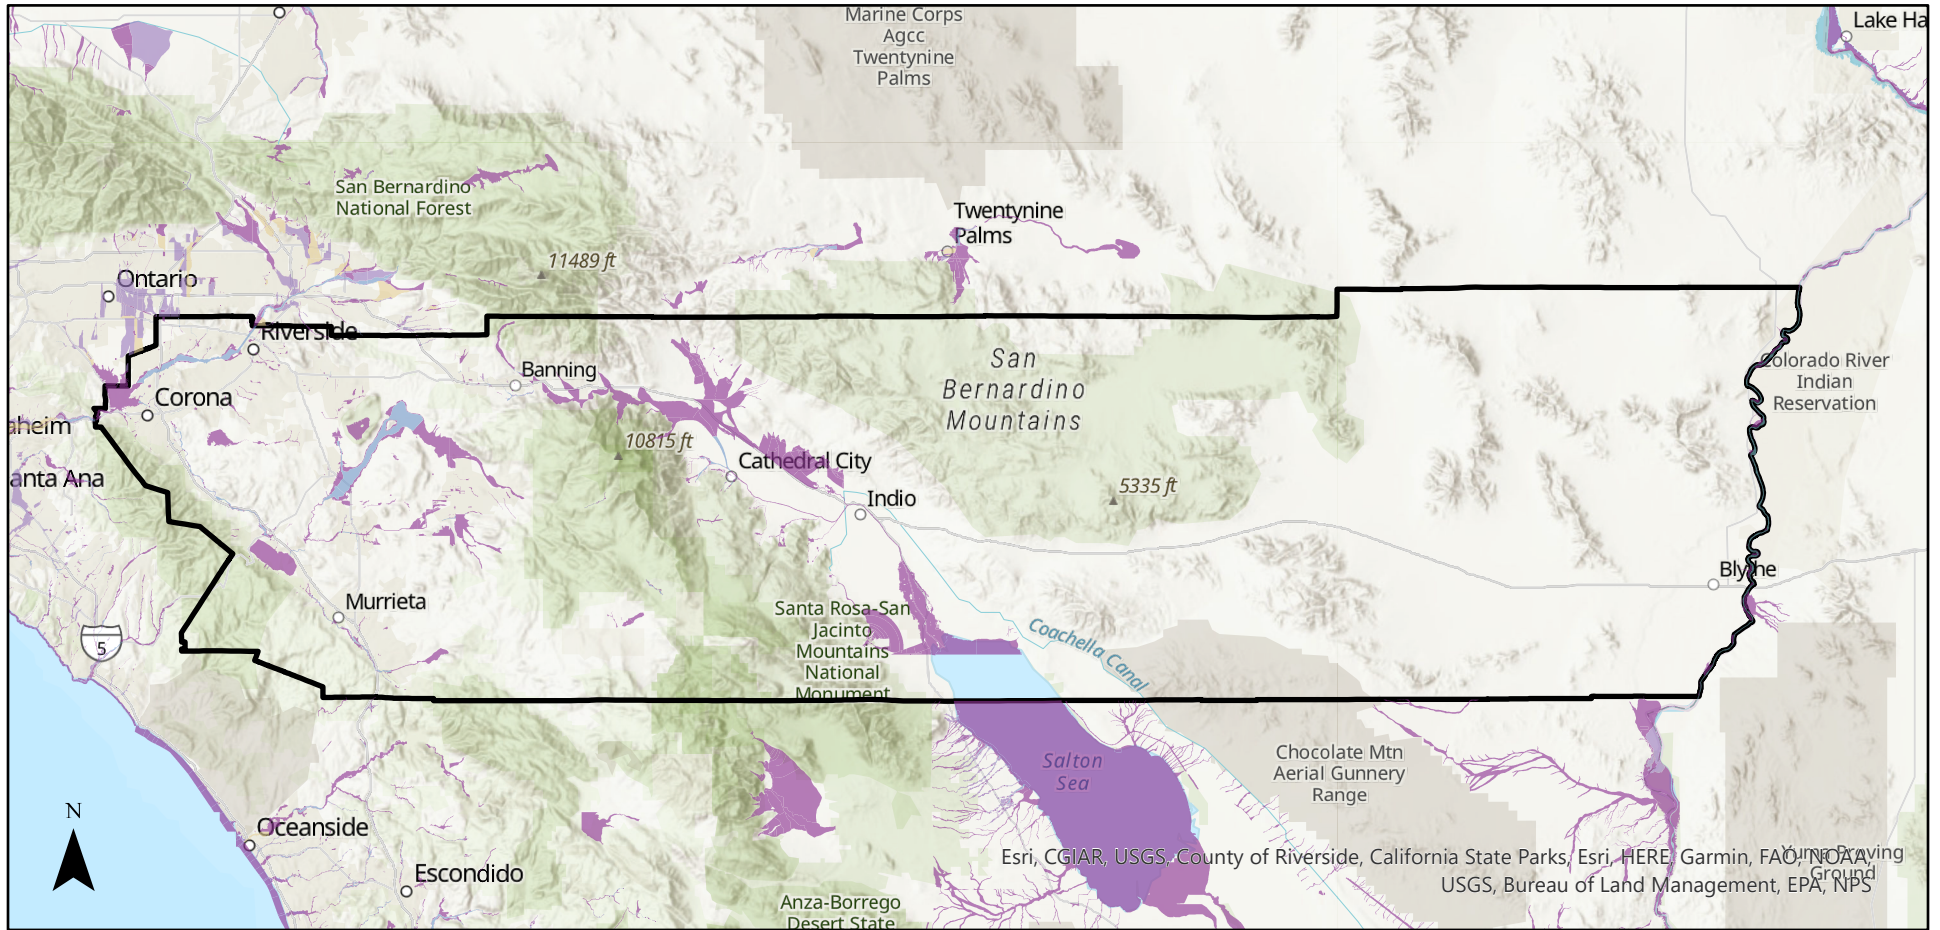 Marine Corps
Agcc
Twentynine
Palms
Lake Ha
San Bernardino
National Forest
Twentynine
Palms
11489 ft
Ontario
Riverside
Banning
San
Bernardino
Mountains
Colorado River
Indian
Reservation
Corona
aheim
10815 ft
Cathedral City
anta Ana
5335 ft
Indio
Blythe
Murrieta
Santa Rosa-San
Jacinto
Mountains
National
Monument
Coachella Canal
5
Salton
Sea
Chocolate Mtn
Aerial Gunnery
Range
N
Oceanside
Escondido
Yuma Proving
Ground
Anza-Borrego
Desert State
Esri, CGIAR, USGS, County of Riverside, California State Parks, Esri, HERE, Garmin, FAO, NOAA,
USGS, Bureau of Land Management, EPA, NPS